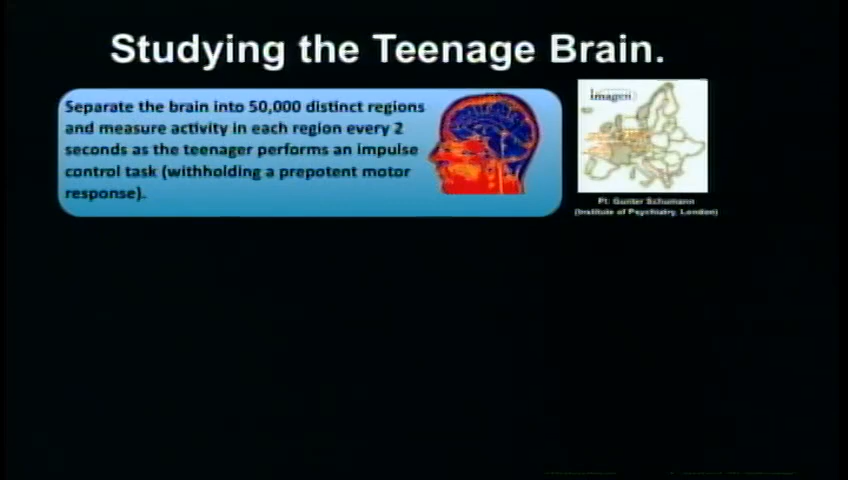 Studying the Teenage Brain.
Separate the brain into 50,000 distinct regions
and measure activity in each region every 2
seconds as the teenager performs an impulse
control task (withholding a prepotent motor
response).
Imagen
PI: Gunter Schumann
(Institute of Psychiatry, London)